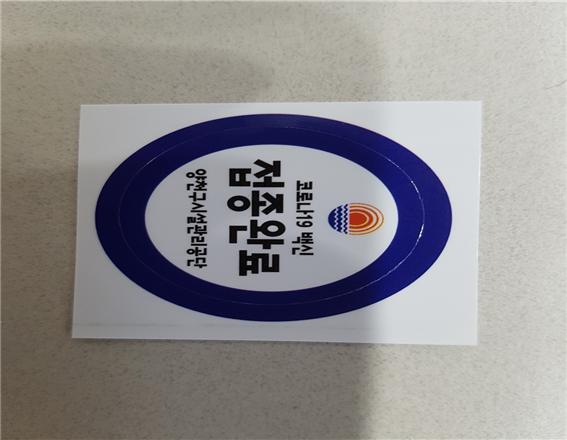 코로나19 백신
접종완료
양천구시설관리공단